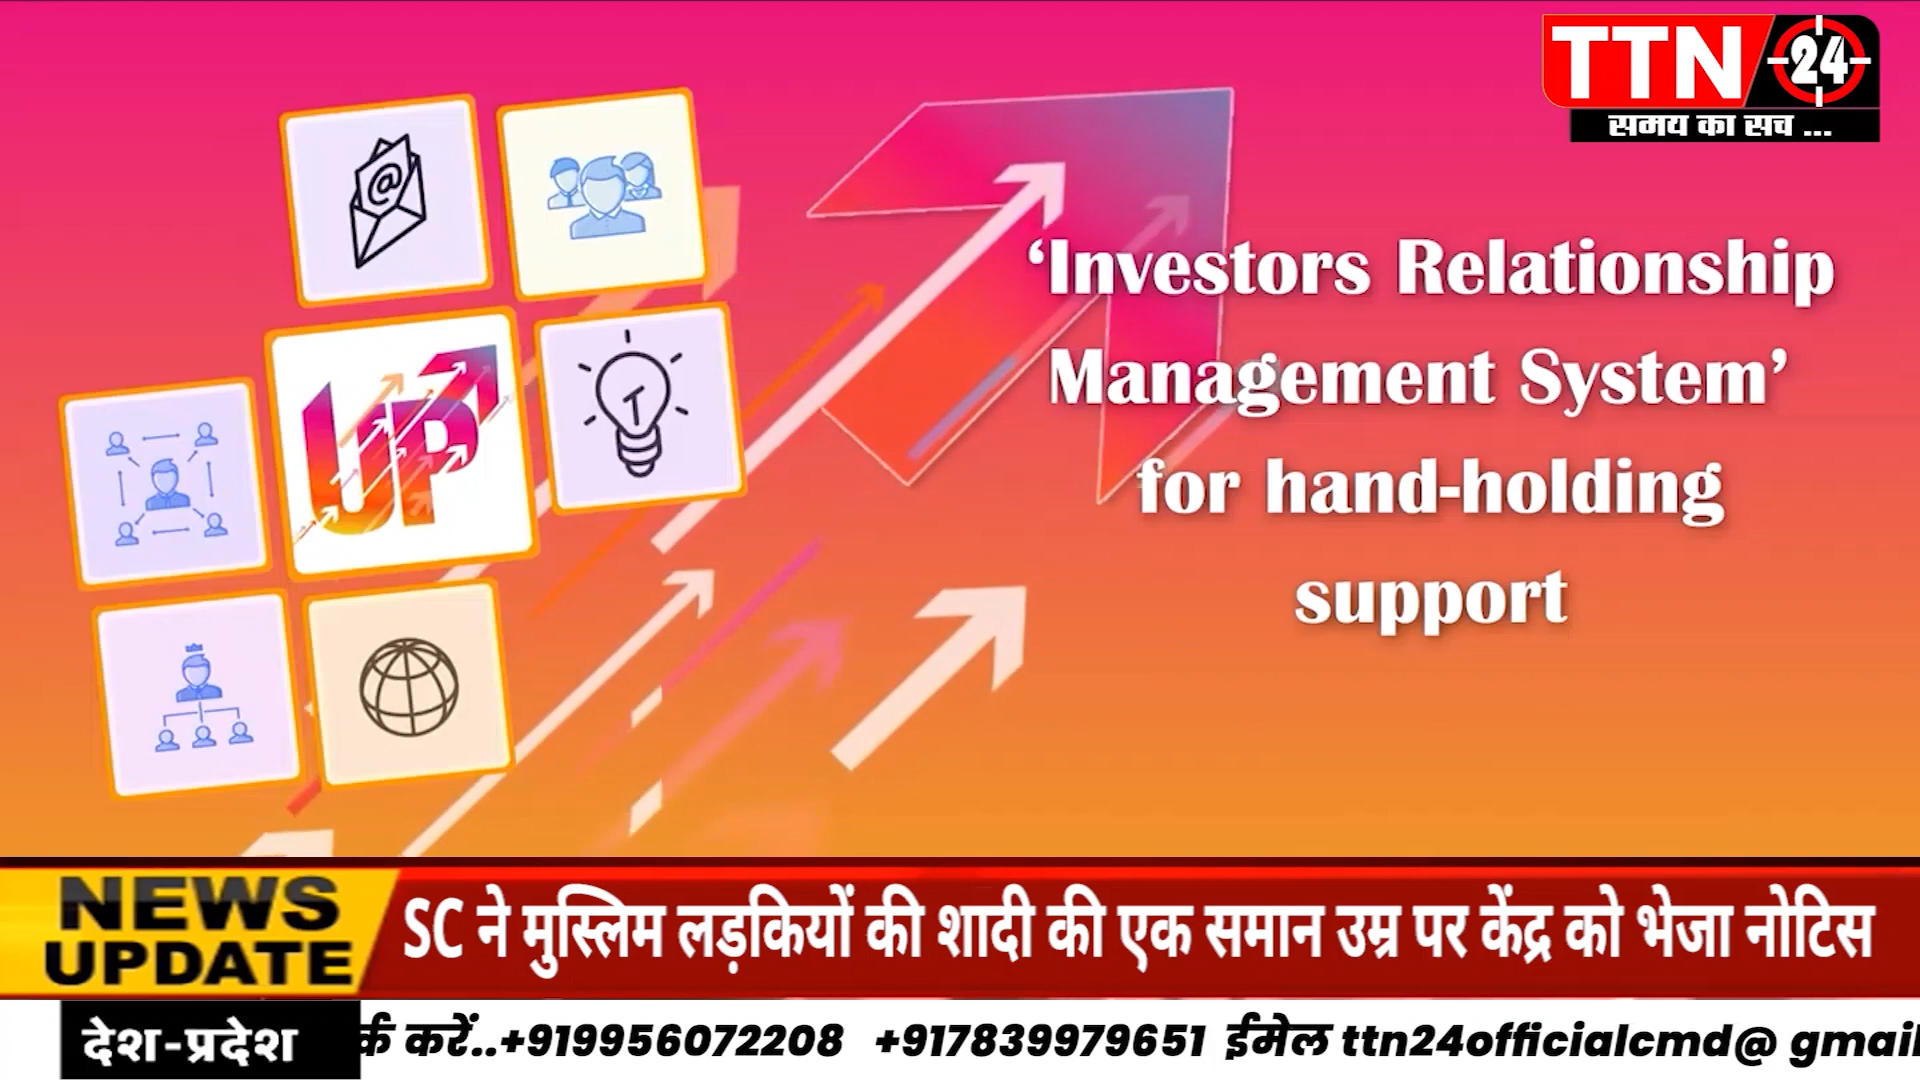 TTN 24
समय का सच ...
‘Investors Relationship
Management System’
for hand-holding
support
@
UP
NEWS
UPDATE
SC ने मुस्लिम लड़कियों की शादी की एक समान उम्र पर केंद्र को भेजा नोटिस
देश-प्रदेश
र्क करें..+919956072208 +917839979651 ईमेल ttn24officialcmd@ gmail